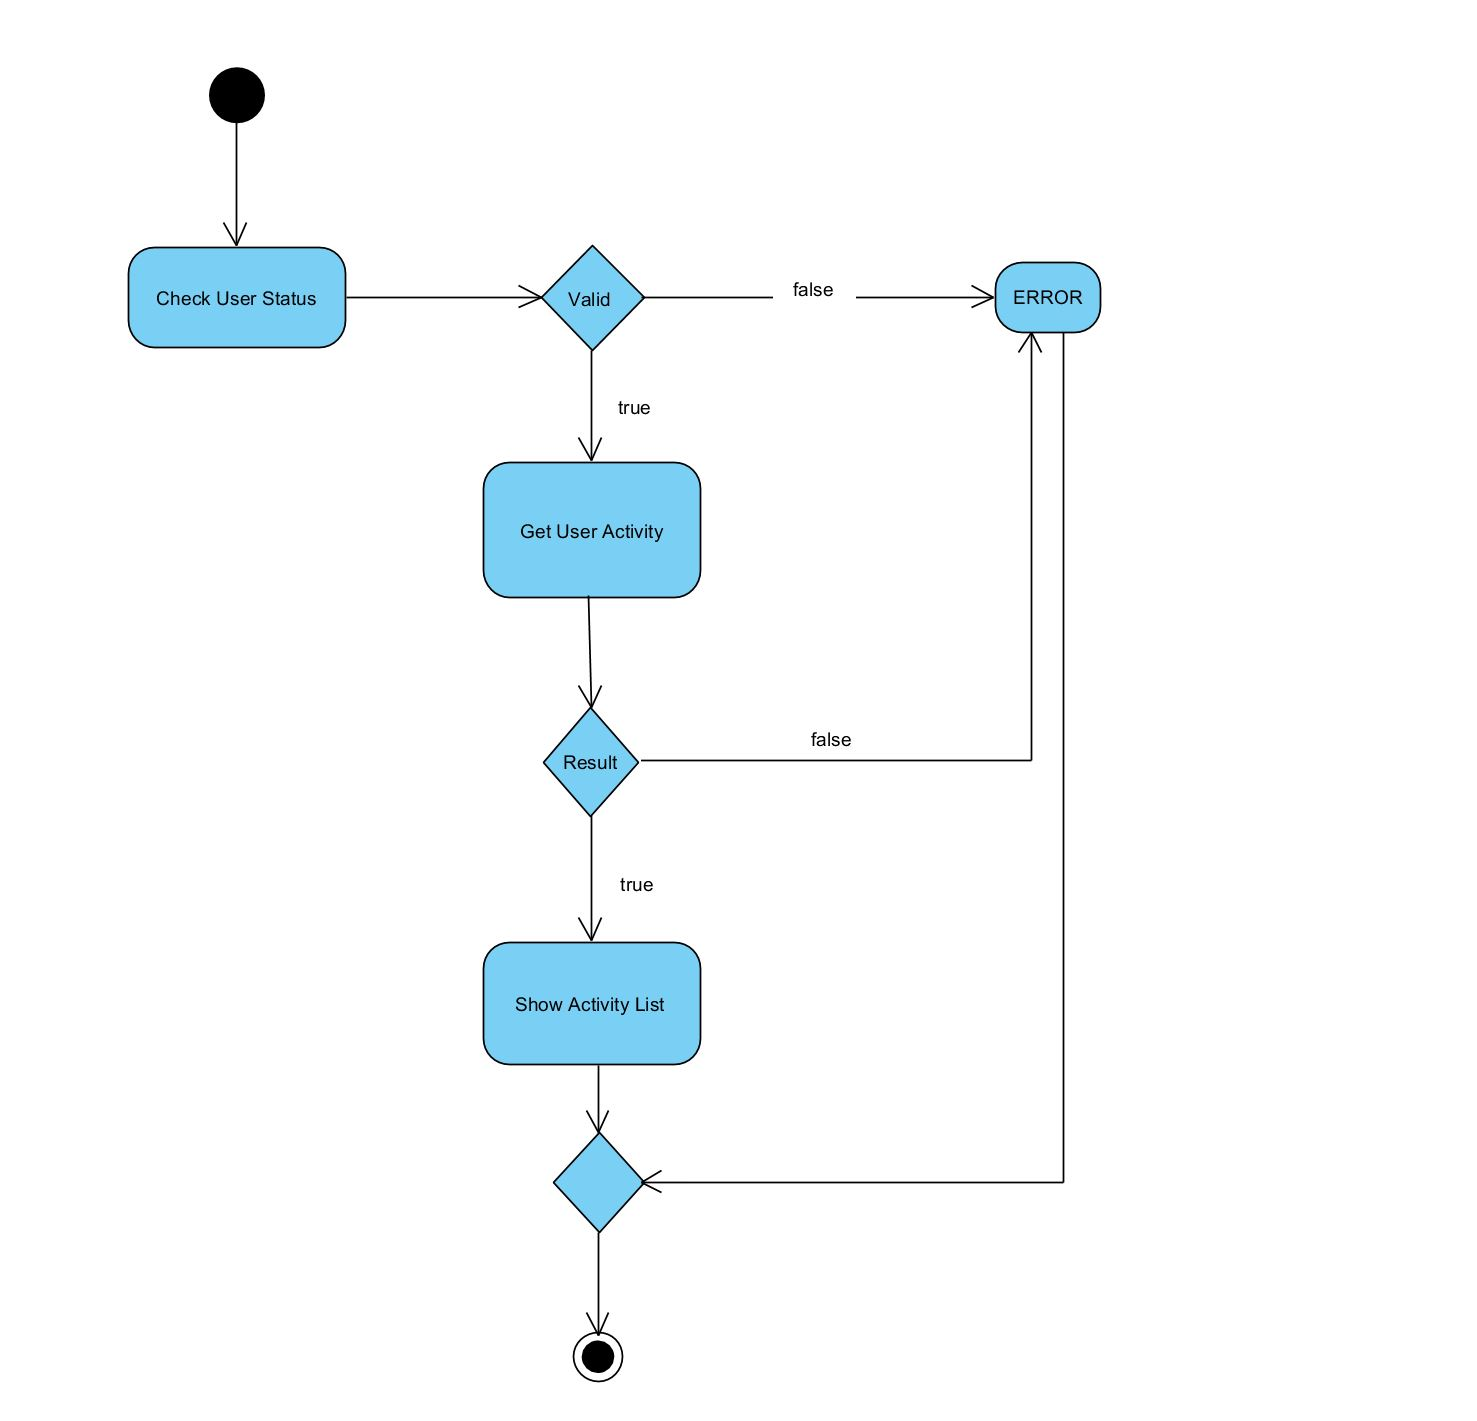 Check User Status
Valid
false
ERROR
true
Get User Activity
false
Result
true
Show Activity List